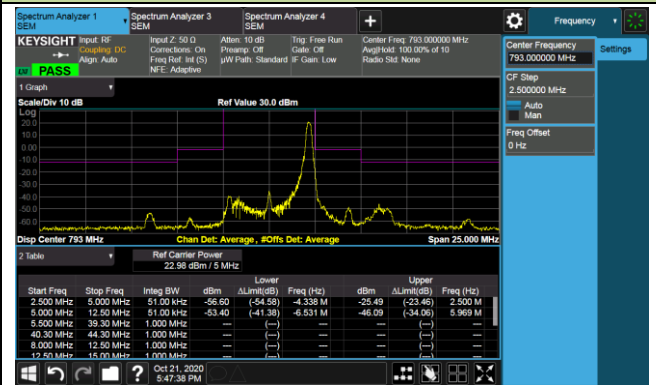 Spectrum Analyzer 1
SEM
Spectrum Analyzer 3
SEM
Spectrum Analyzer 4
SEM
Frequency
KEYSIGHT
Input: RF
Coupling: DC
Align: Auto
Input Z: 50 Ω
Corrections: On
Freq Ref: Int (S)
NFE: Adaptive
Atten: 10 dB
Preamp: Off
µW Path: Standard
Trig: Free Run
Gate: Off
IF Gain: Low
Center Freq: 793.000000 MHz
Avg|Hold: 100.00% of 10
Radio Std: None
PASS
Center Frequency
793.000000 MHz
Settings
CF Step
2.500000 MHz
Auto
Man
Freq Offset
0 Hz
1 Graph
Scale/Div 10 dB
Ref Value 30.0 dBm
Log
20.0
10.0
0.00
-10.0
-20.0
-30.0
-40.0
-50.0
-60.0
Disp Center 793 MHz
Chan Det: Average, #Offs Det: Average
Span 25.000 MHz
2 Table
Ref Carrier Power
22.98 dBm / 5 MHz
Lower Upper
Start Freq Stop Freq Integ BW dBm ΔLimit(dB) Freq (Hz) dBm ΔLimit(dB) Freq (Hz)
2.500 MHz 5.000 MHz 51.00 kHz -56.60 (-54.58) -4.338 M -25.49 (-23.46) 2.500 M
5.000 MHz 12.50 MHz 51.00 kHz -53.40 (-41.38) -6.531 M -46.09 (-34.06) 5.969 M
5.500 MHz 39.30 MHz 1.000 MHz — (—) — — (—) —
40.30 MHz 44.30 MHz 1.000 MHz — (—) — — (—) —
8.000 MHz 12.50 MHz 1.000 MHz — (—) — — (—) —
12.50 MHz 15.00 MHz 1.000 MHz — (—) — — (—) —
Oct 21, 2020
5:47:38 PM